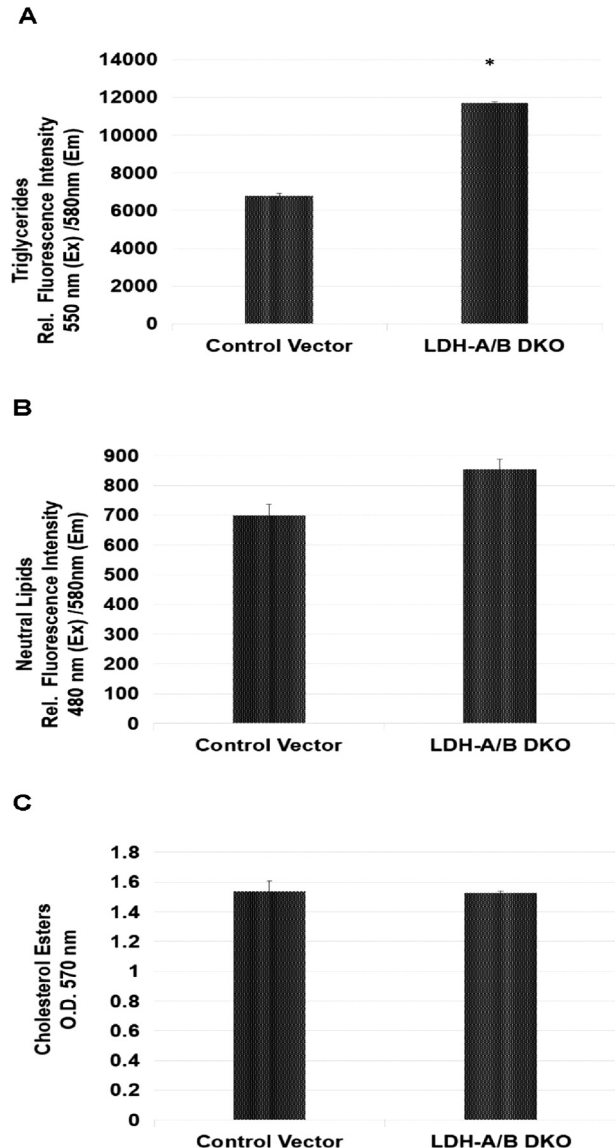 A
Triglycerides
Rel. Fluorescence Intensity
550 nm (Ex) /580nm (Em)
14000
12000
10000
8000
6000
4000
2000
0
*
Control Vector
LDH-A/B DKO
B
Neutral Lipids
Rel. Fluorescence Intensity
480 nm (Ex) /580nm (Em)
900
800
700
600
500
400
300
200
100
0
Control Vector
LDH-A/B DKO
C
Cholesterol Esters
O.D. 570 nm
1.8
1.6
1.4
1.2
1
0.8
0.6
0.4
0.2
0
Control Vector
LDH-A/B DKO